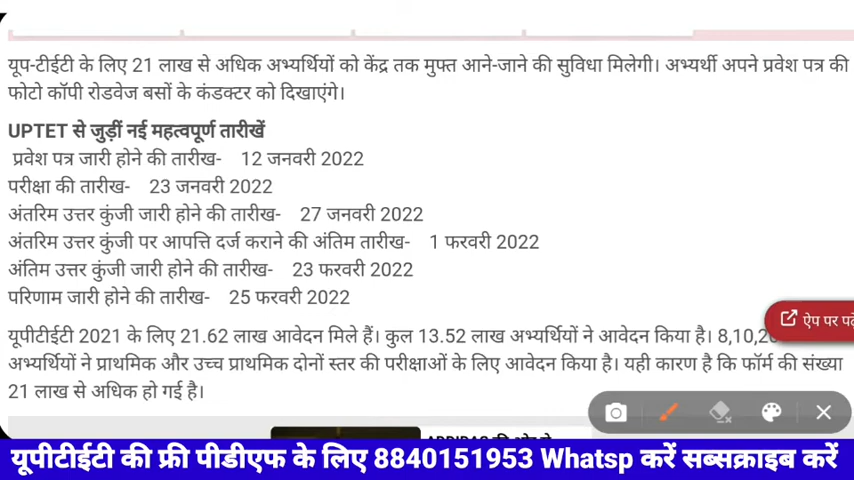 यूप-टीईटी के लिए 21 लाख से अधिक अभ्यर्थियों को केंद्र तक मुफ्त आने-जाने की सुविधा मिलेगी। अभ्यर्थी अपने प्रवेश पत्र की
फोटो कॉपी रोडवेज बसों के कंडक्टर को दिखाएंगे।
UPTET से जुड़ीं नई महत्वपूर्ण तारीखें
प्रवेश पत्र जारी होने की तारीख- 12 जनवरी 2022
परीक्षा की तारीख- 23 जनवरी 2022
अंतरिम उत्तर कुंजी जारी होने की तारीख- 27 जनवरी 2022
अंतरिम उत्तर कुंजी पर आपत्ति दर्ज कराने की अंतिम तारीख- 1 फरवरी 2022
अंतिम उत्तर कुंजी जारी होने की तारीख- 23 फरवरी 2022
परिणाम जारी होने की तारीख- 25 फरवरी 2022
ऐप पर
यूपीटीईटी 2021 के लिए 21.62 लाख आवेदन मिले हैं। कुल 13.52 लाख अभ्यर्थियों ने आवेदन किया है।
अभ्यर्थियों ने प्राथमिक और उच्च प्राथमिक दोनों स्तर की परीक्षाओं के लिए आवेदन किया है। यही कारण है कि फॉर्म की संख्या
21 लाख से अधिक हो गई है।
यूपीटीईटी की फ्री पीडीएफ के लिए 8840151953 Whatsp करें सब्सक्राइब करें